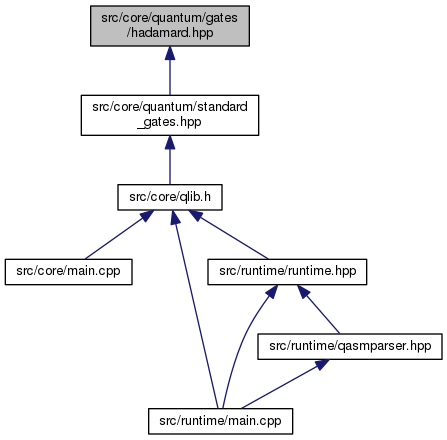 src/core/quantum/gates
/hadamard.hpp
src/core/quantum/standard
_gates.hpp
src/core/qlib.h
src/core/main.cpp
src/runtime/runtime.hpp
src/runtime/qasmparser.hpp
src/runtime/main.cpp